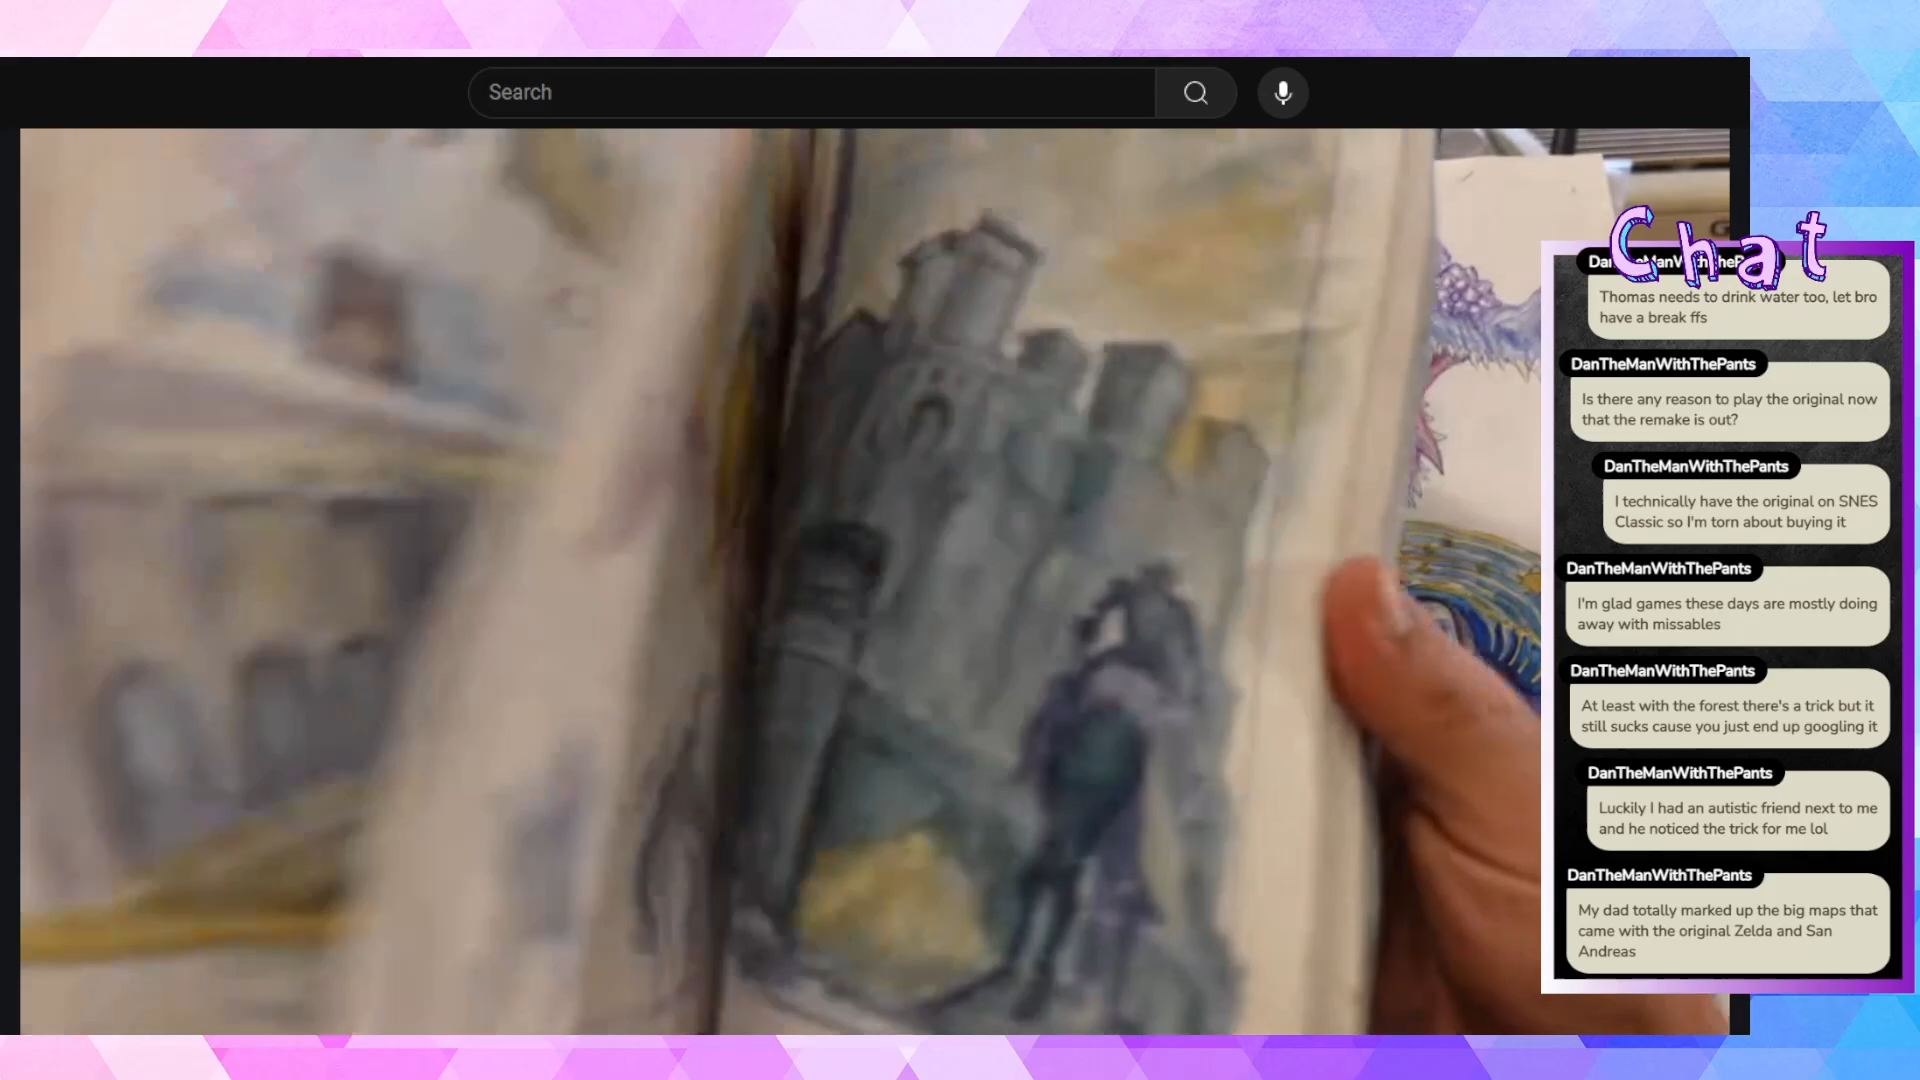 Search
Chat
Thomas needs to drink water too, let bro
have a break ffs
DanTheManWithThePants
Is there any reason to play the original now
that the remake is out?
DanTheManWithThePants
I technically have the original on SNES
Classic so I'm torn about buying it
DanTheManWithThePants
I'm glad games these days are mostly doing
away with missables
DanTheManWithThePants
At least with the forest there's a trick but it
still sucks cause you just end up googling it
DanTheManWithThePants
Luckily I had an autistic friend next to me
and he noticed the trick for me lol
DanTheManWithThePants
My dad totally marked up the big maps that
came with the original Zelda and San
Andreas